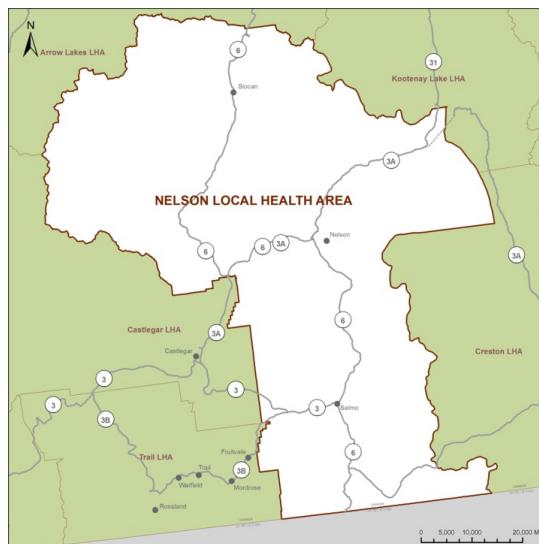 N
Arrow Lakes LHA
6
31
Kootenay Lake LHA
Slocan
3A
NELSON LOCAL HEALTH AREA
6
6
3A
Nelson
3A
6
Castlegar LHA
3A
Castlegar
Creston LHA
3
3
3
3B
3
Salmo
Trail LHA
Fruitvale
6
Trail
3B
Warfield
Montrose
Rossland
0 5,000 10,000 20,000 M